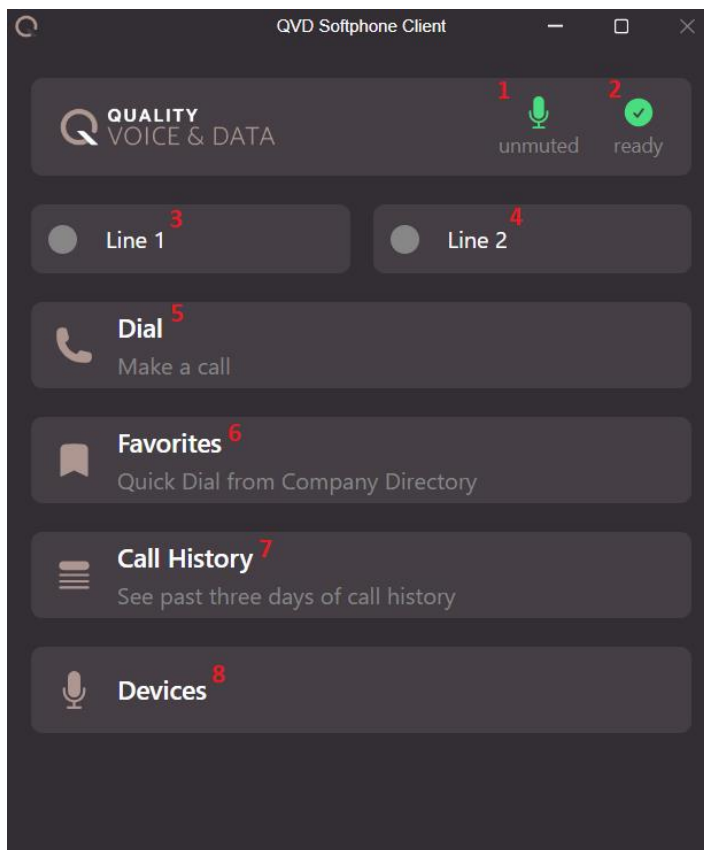 QVD Softphone Client
QUALITY
VOICE & DATA
1
unmuted
2
ready
Line 1 3
Line 2 4
Dial 5
Make a call
Favorites 6
Quick Dial from Company Directory
Call History 7
See past three days of call history
Devices 8